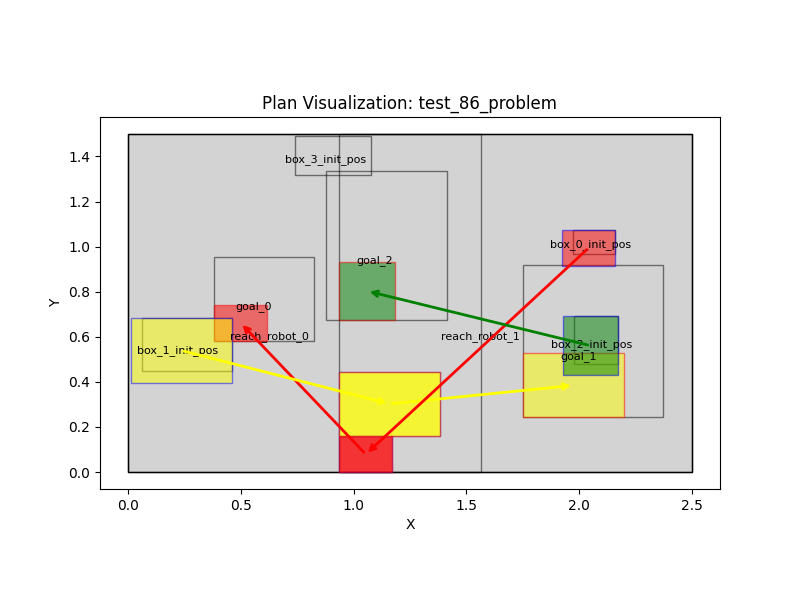 Plan Visualization: test_86_problem
box_3_init_pos
box_0_init_pos
goal_2
goal_0
reach_robot_0
reach_robot_1
box_1_init_pos
box_2_init_pos
goal_1
1.4
1.2
1.0
0.8
0.6
0.4
0.2
0.0
Y
0.0
0.5
1.0
1.5
2.0
2.5
X